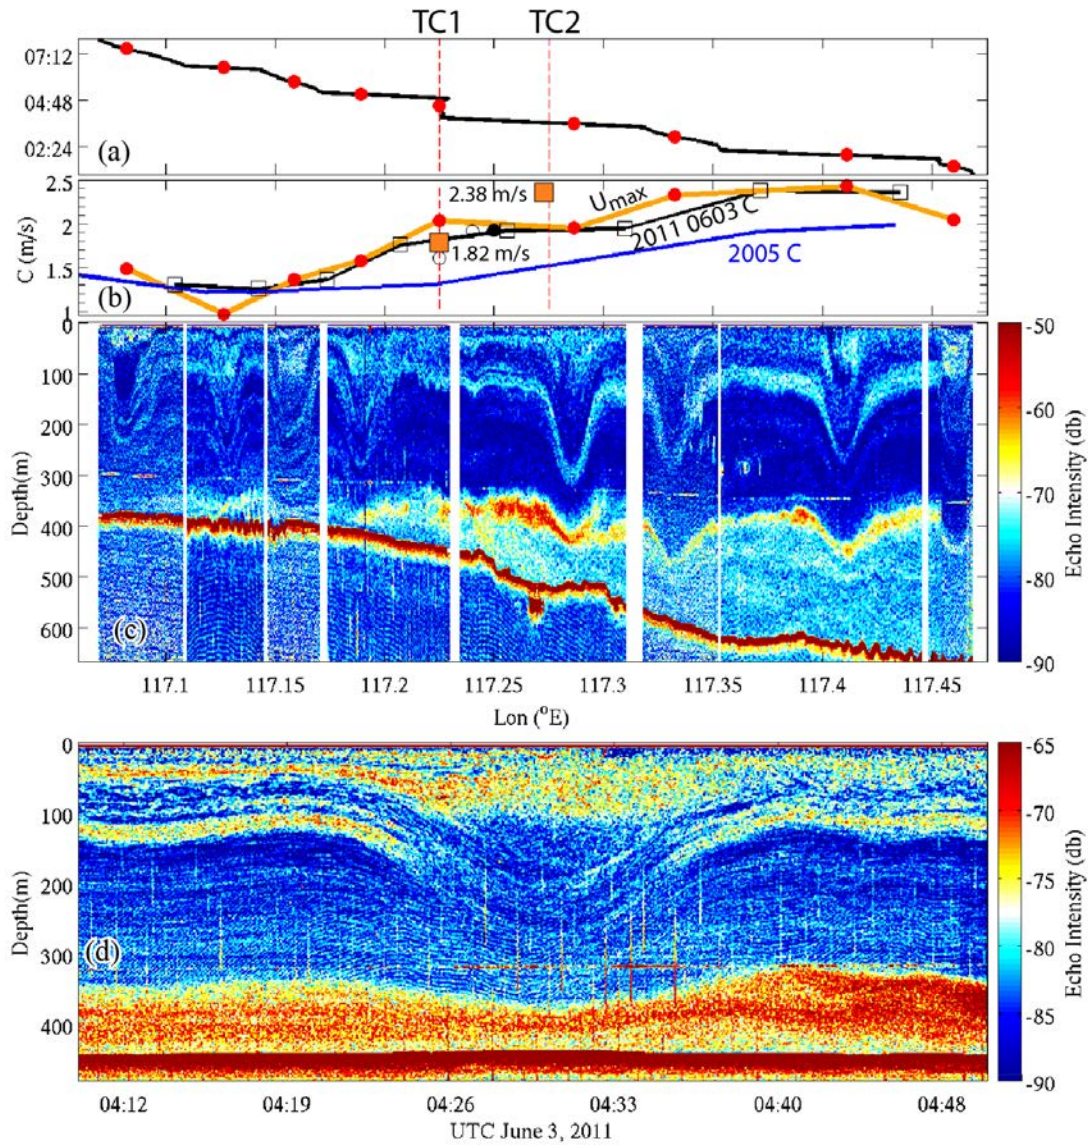 TC1 TC2
07:12
04:48
02:24
(a)
2.5
2
1.5
1
C (m/s)
2.38 m/s
Umax
2011 0603 C
1.82 m/s
2005 C
(b)
0
100
200
300
400
500
600
Depth(m)
(c)
-50
-60
-70
-80
-90
Echo Intensity (db)
117.1 117.15 117.2 117.25 117.3 117.35 117.4 117.45
Lon (°E)
0
100
200
300
400
Depth(m)
(d)
-65
-70
-75
-80
-85
-90
Echo Intensity (db)
04:12 04:19 04:26 04:33 04:40 04:48
UTC June 3, 2011